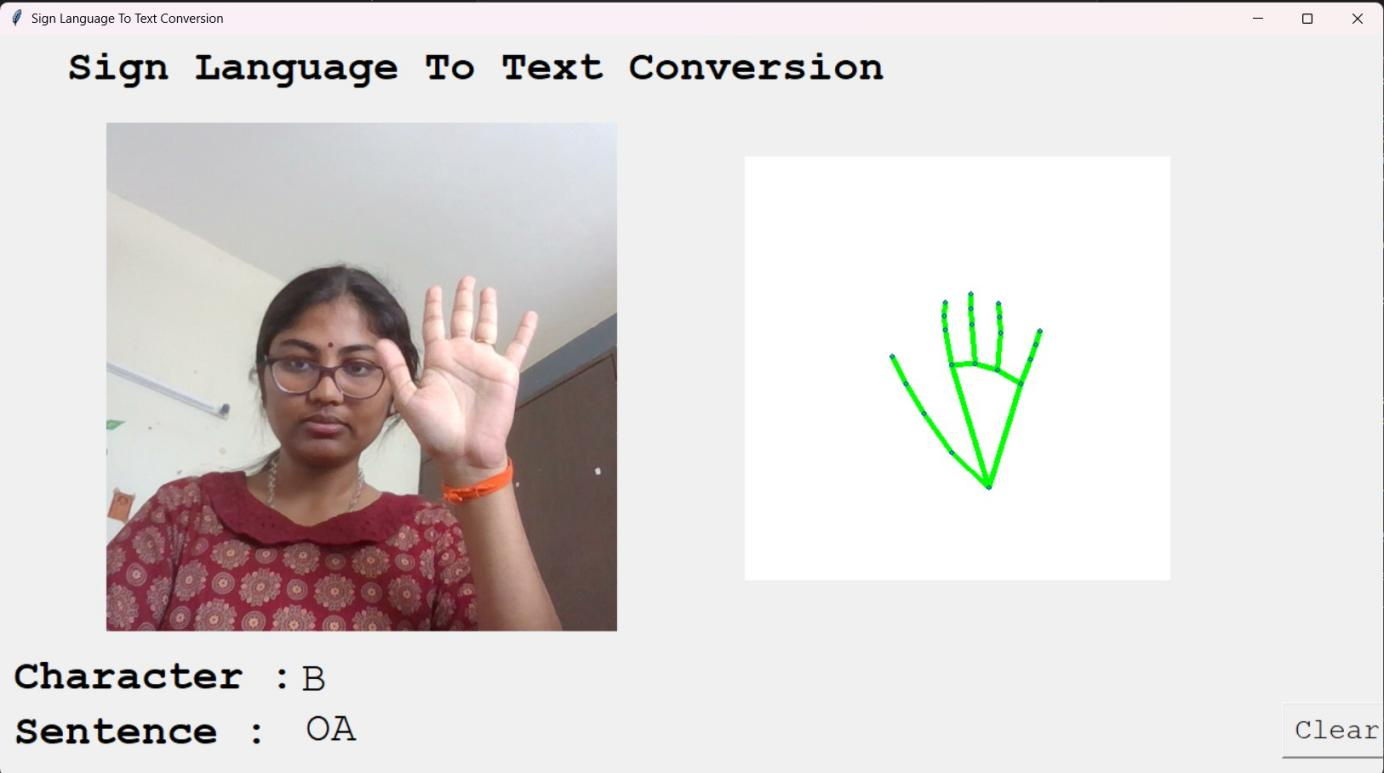 Sign Language To Text Conversion
Sign Language To Text Conversion
Character : B
Sentence : OA
Clear